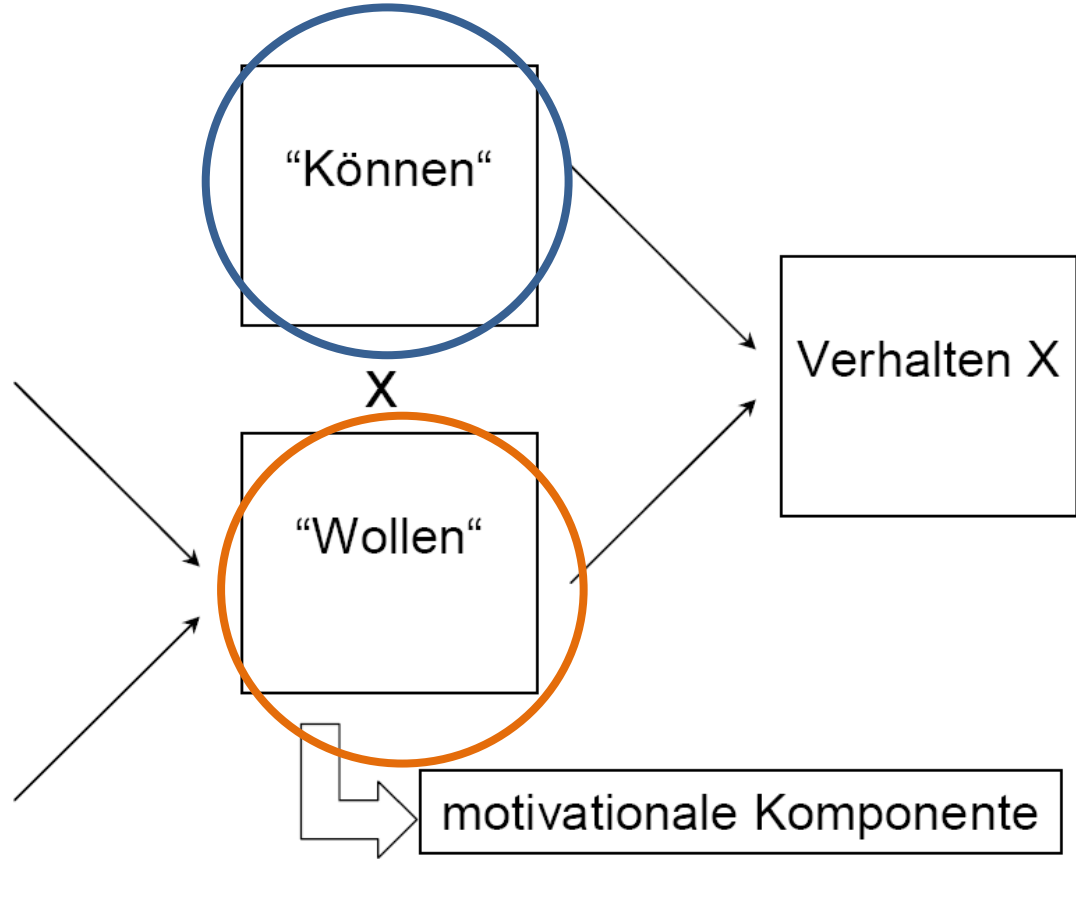 “Können“
X
Verhalten X
“Wollen“
motivationale Komponente